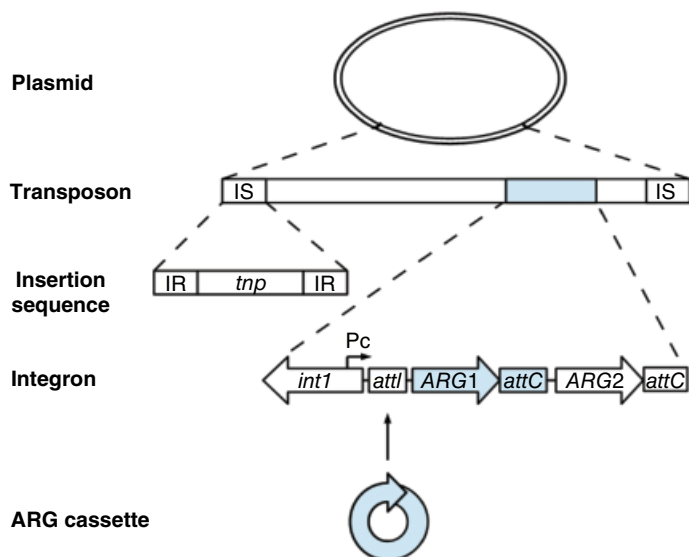 Plasmid
Transposon
IS
IS
Insertion
sequence
IR
tnp
IR
Integron
Pc
int1
attI
ARG1
attC
ARG2
attC
ARG cassette